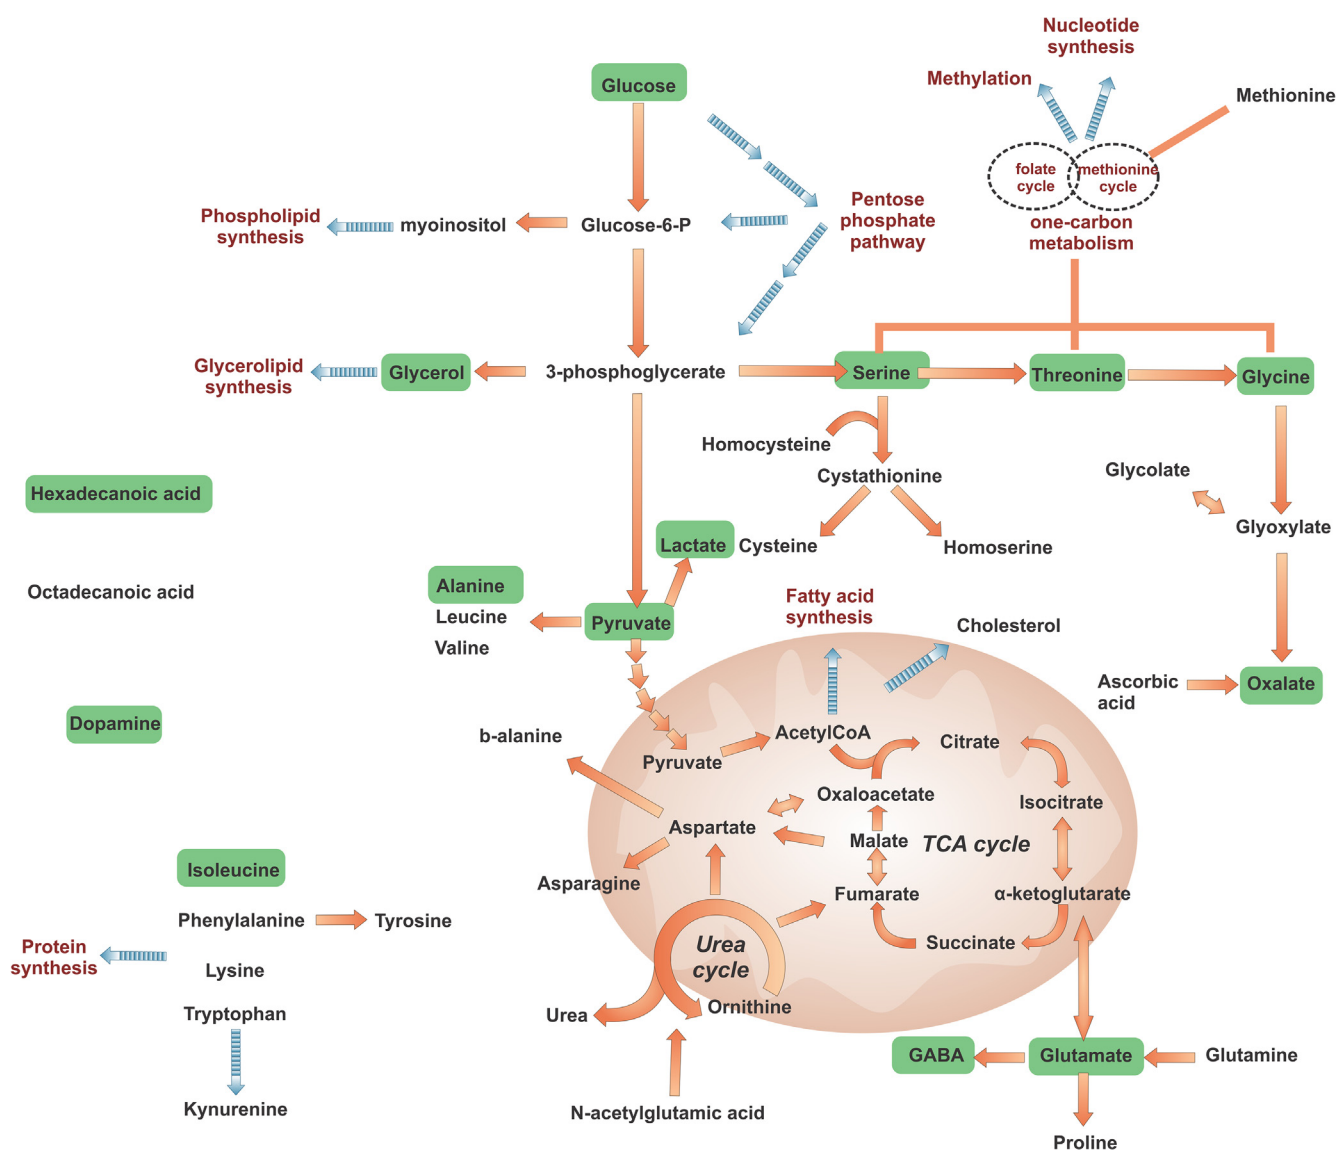 Nucleotide
synthesis
Methylation
Methionine
Glucose
folate
cycle
methionine
cycle
one-carbon
metabolism
Phospholipid
synthesis
myoinositol
Glucose-6-P
Pentose
phosphate
pathway
Glycerolipid
synthesis
Glycerol
3-phosphoglycerate
Serine
Threonine
Glycine
Homocysteine
Cystathionine
Glycolate
Hexadecanoic acid
Glyoxylate
Lactate
Cysteine
Homoserine
Octadecanoic acid
Alanine
Leucine
Valine
Pyruvate
Fatty acid
synthesis
Cholesterol
Ascorbic
acid
Oxalate
Dopamine
b-alanine
Pyruvate
AcetylCoA
Citrate
Oxaloacetate
Isocitrate
Aspartate
Malate
TCA cycle
Asparagine
Fumarate
α-ketoglutarate
Isoleucine
Phenylalanine
Tyrosine
Succinate
Urea
cycle
Protein
synthesis
Lysine
Tryptophan
Urea
Ornithine
GABA
Glutamate
Glutamine
Kynurenine
N-acetylglutamic acid
Proline